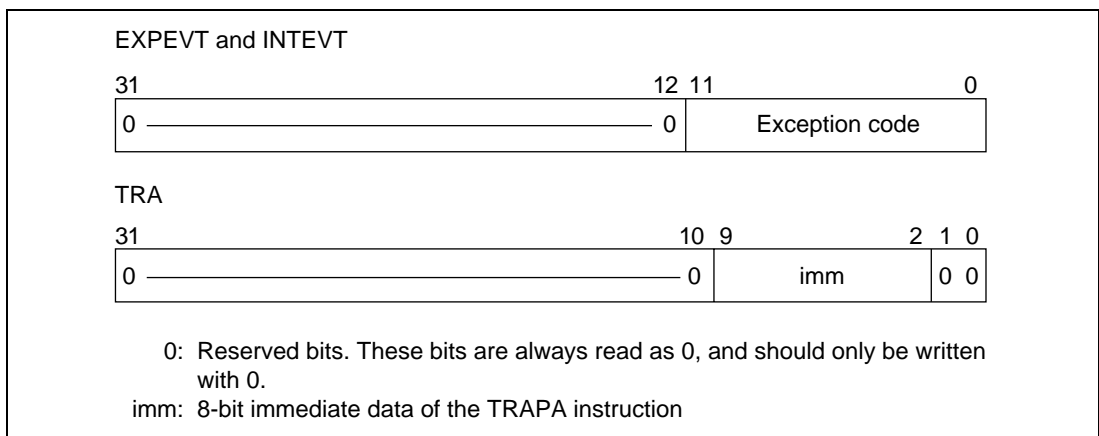 EXPEVT and INTEVT
31 12 11 0
0 0 Exception code
TRA
31 10 9 2 1 0
0 0 imm 0 0
0: Reserved bits. These bits are always read as 0, and should only be written
with 0.
imm: 8-bit immediate data of the TRAPA instruction